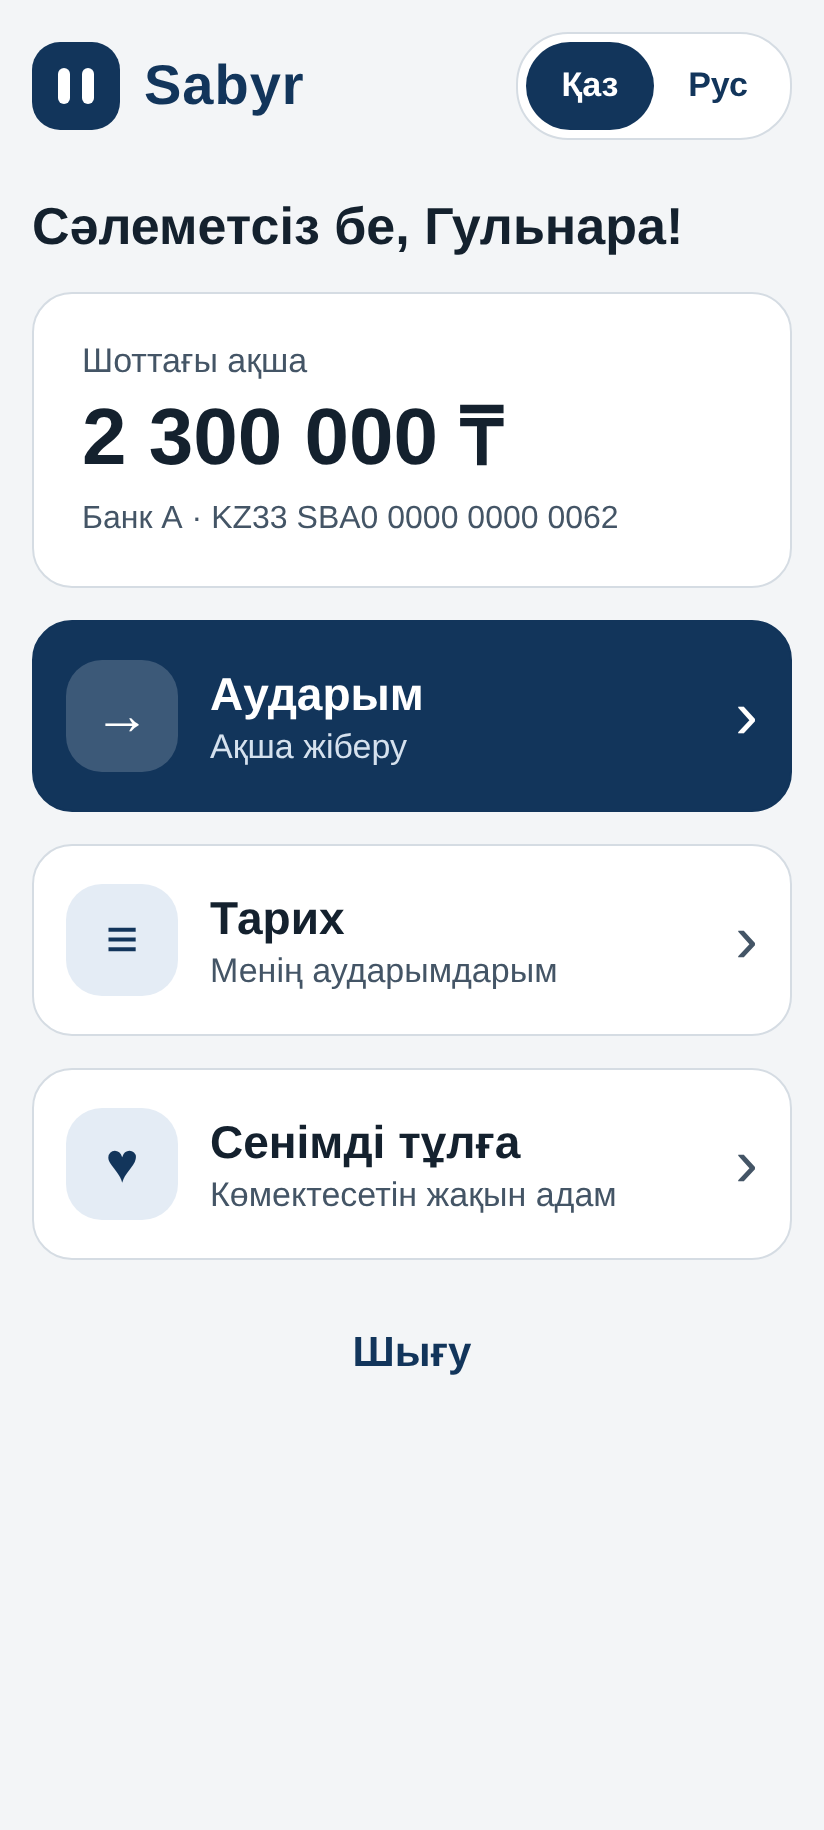 Sabyr
Қаз Рус
Сәлеметсіз бе, Гульнара!
Шоттағы ақша
2 300 000 ₸
Банк А · KZ33 SBA0 0000 0000 0062
→ Аударым ›
Ақша жіберу
≡ Тарих ›
Менің аударымдарым
♥ Сенімді тұлға ›
Көмектесетін жақын адам
Шығу